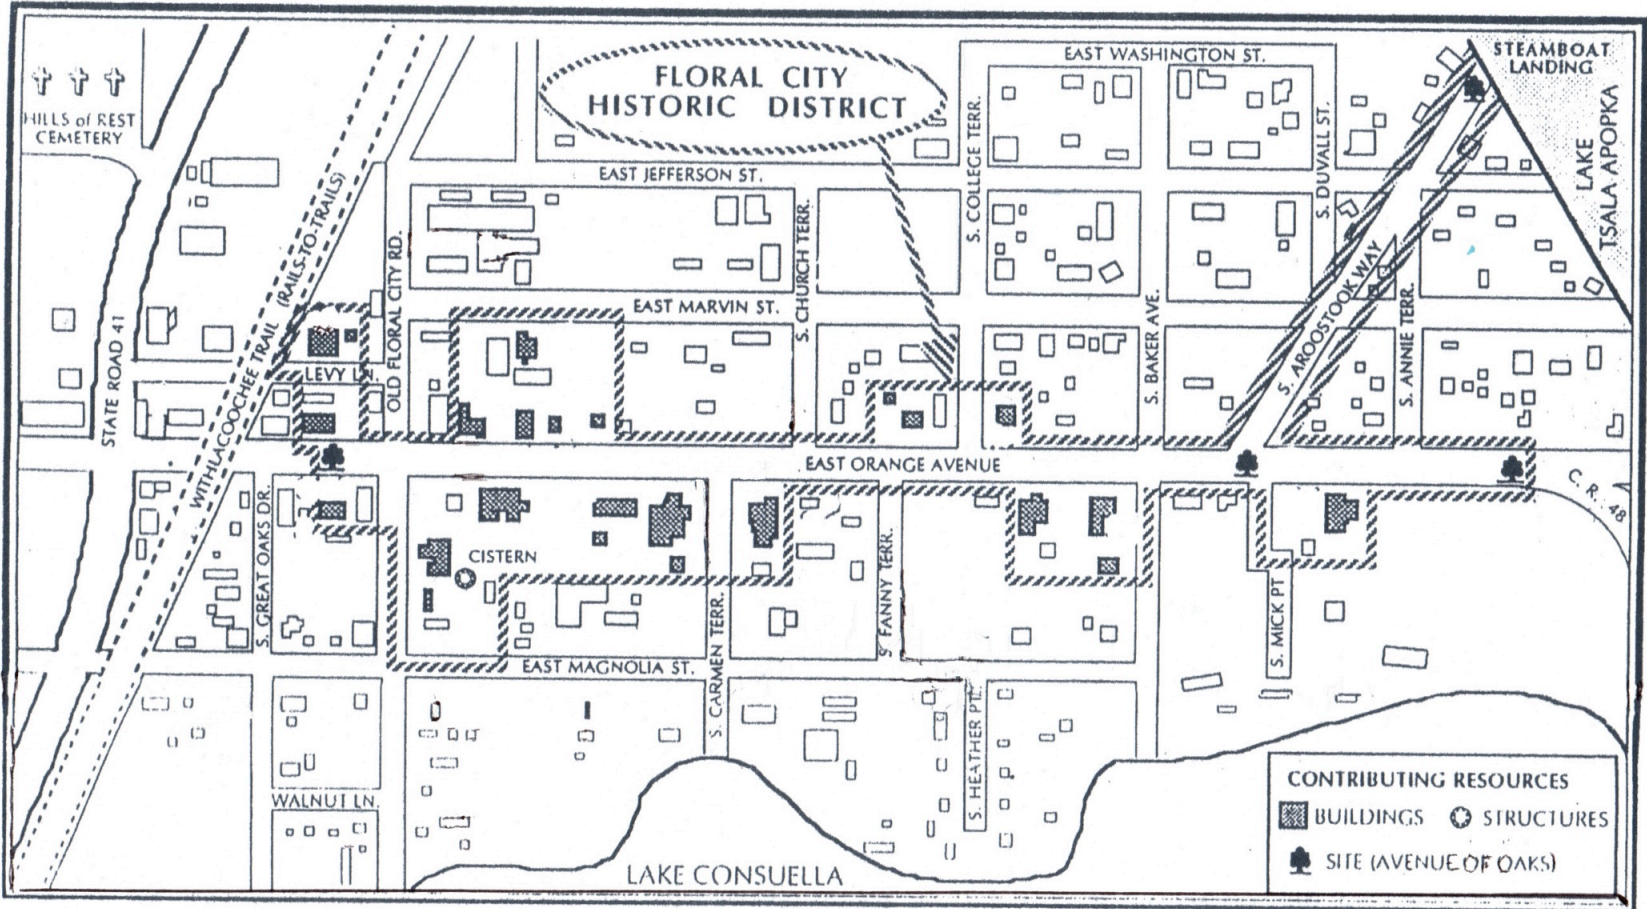 FLORAL CITY
HISTORIC DISTRICT
EAST WASHINGTON ST.
STEAMBOAT
LANDING
LAKE
TSALA APOPKA
HILLS of REST
CEMETERY
EAST JEFFERSON ST.
S. COLLEGE TERR.
S. DUVALL ST.
STATE ROAD 41
WITHLACOOCHEE TRAIL (RAILS-TO-TRAILS)
OLD FLORAL CITY RD.
S. CHURCH TERR.
EAST MARVIN ST.
LEVY LN.
S. BAKER AVE.
S. AROOSTOOK WAY
S. ANNIE TERR.
EAST ORANGE AVENUE
C. R. 48
S. GREAT OAKS DR.
CISTERN
S. CARMEN TERR.
S. FANNY TERR.
S. MICK PT
EAST MAGNOLIA ST.
S. HEATHER PT.
WALNUT LN.
LAKE CONSUELLA
CONTRIBUTING RESOURCES
BUILDINGS STRUCTURES
SITE (AVENUE OF OAKS)